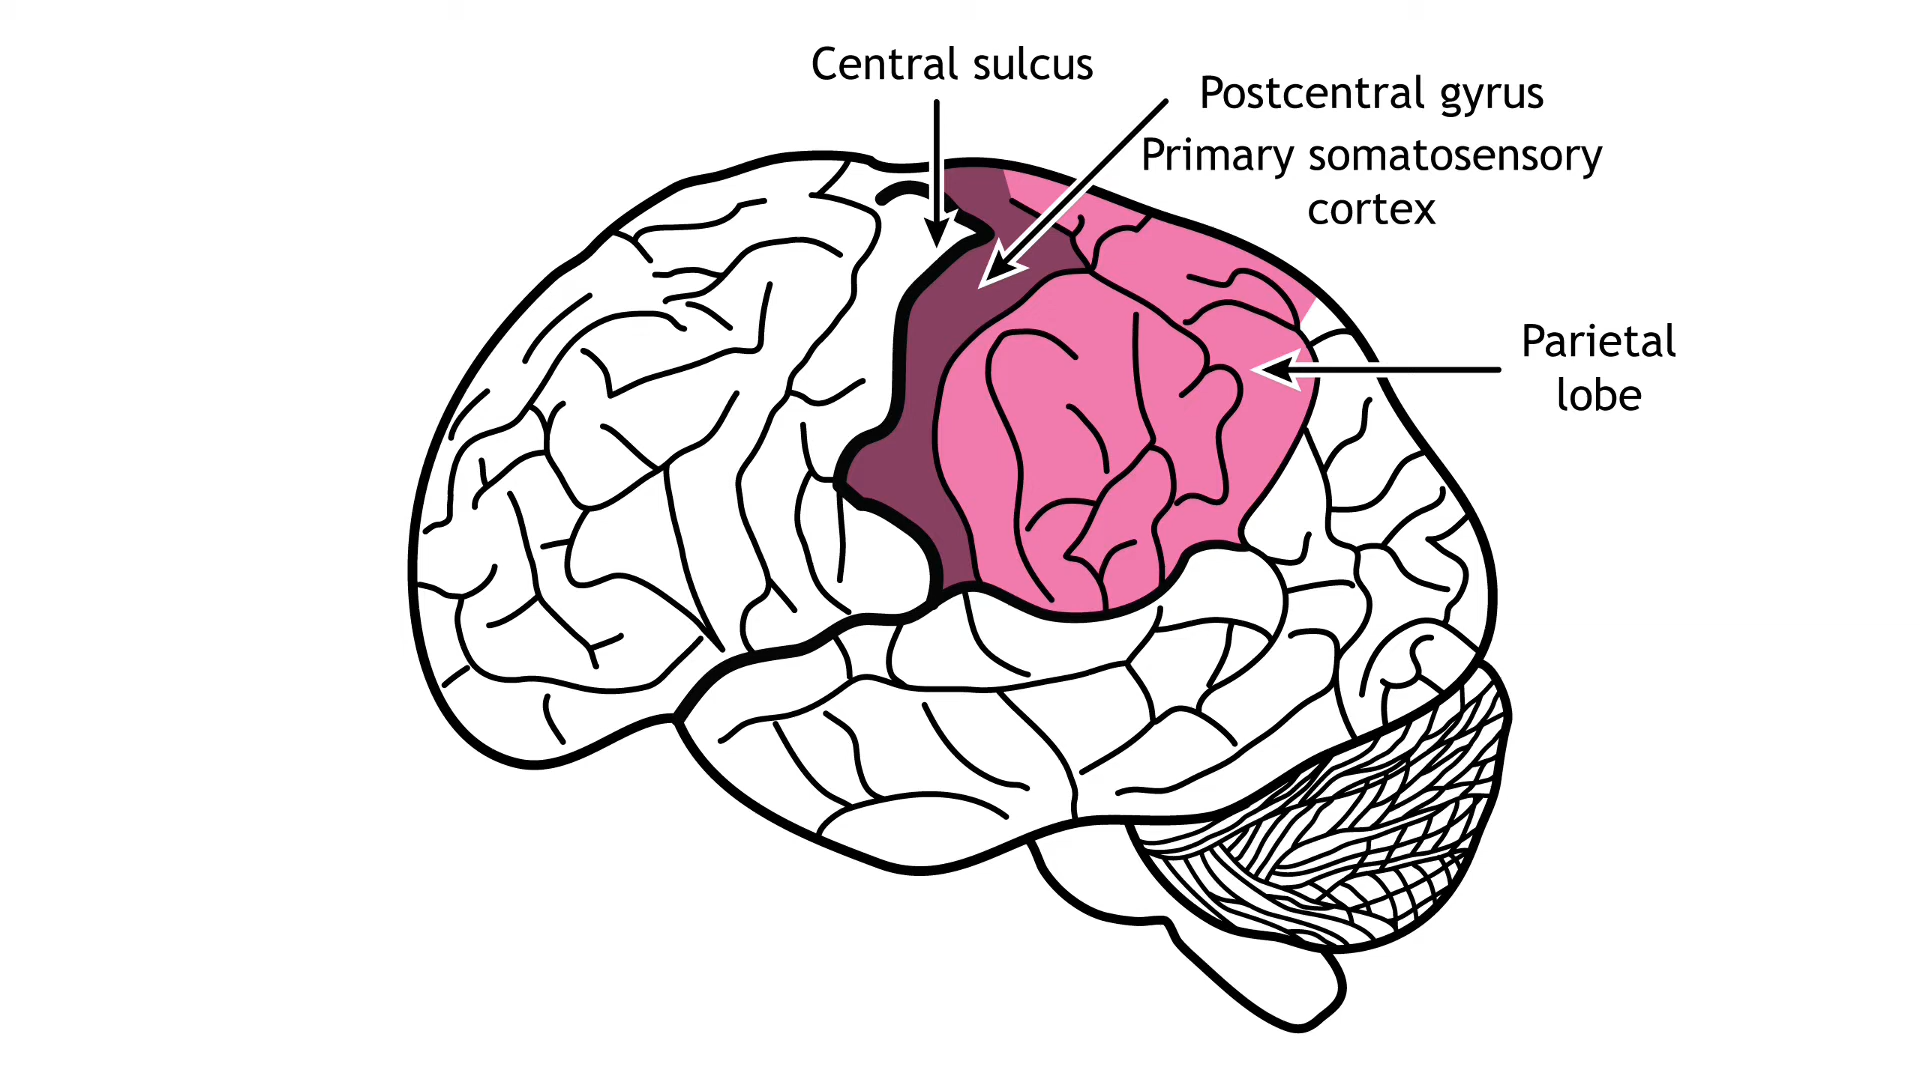 Central sulcus
Postcentral gyrus
Primary somatosensory
cortex
Parietal
lobe